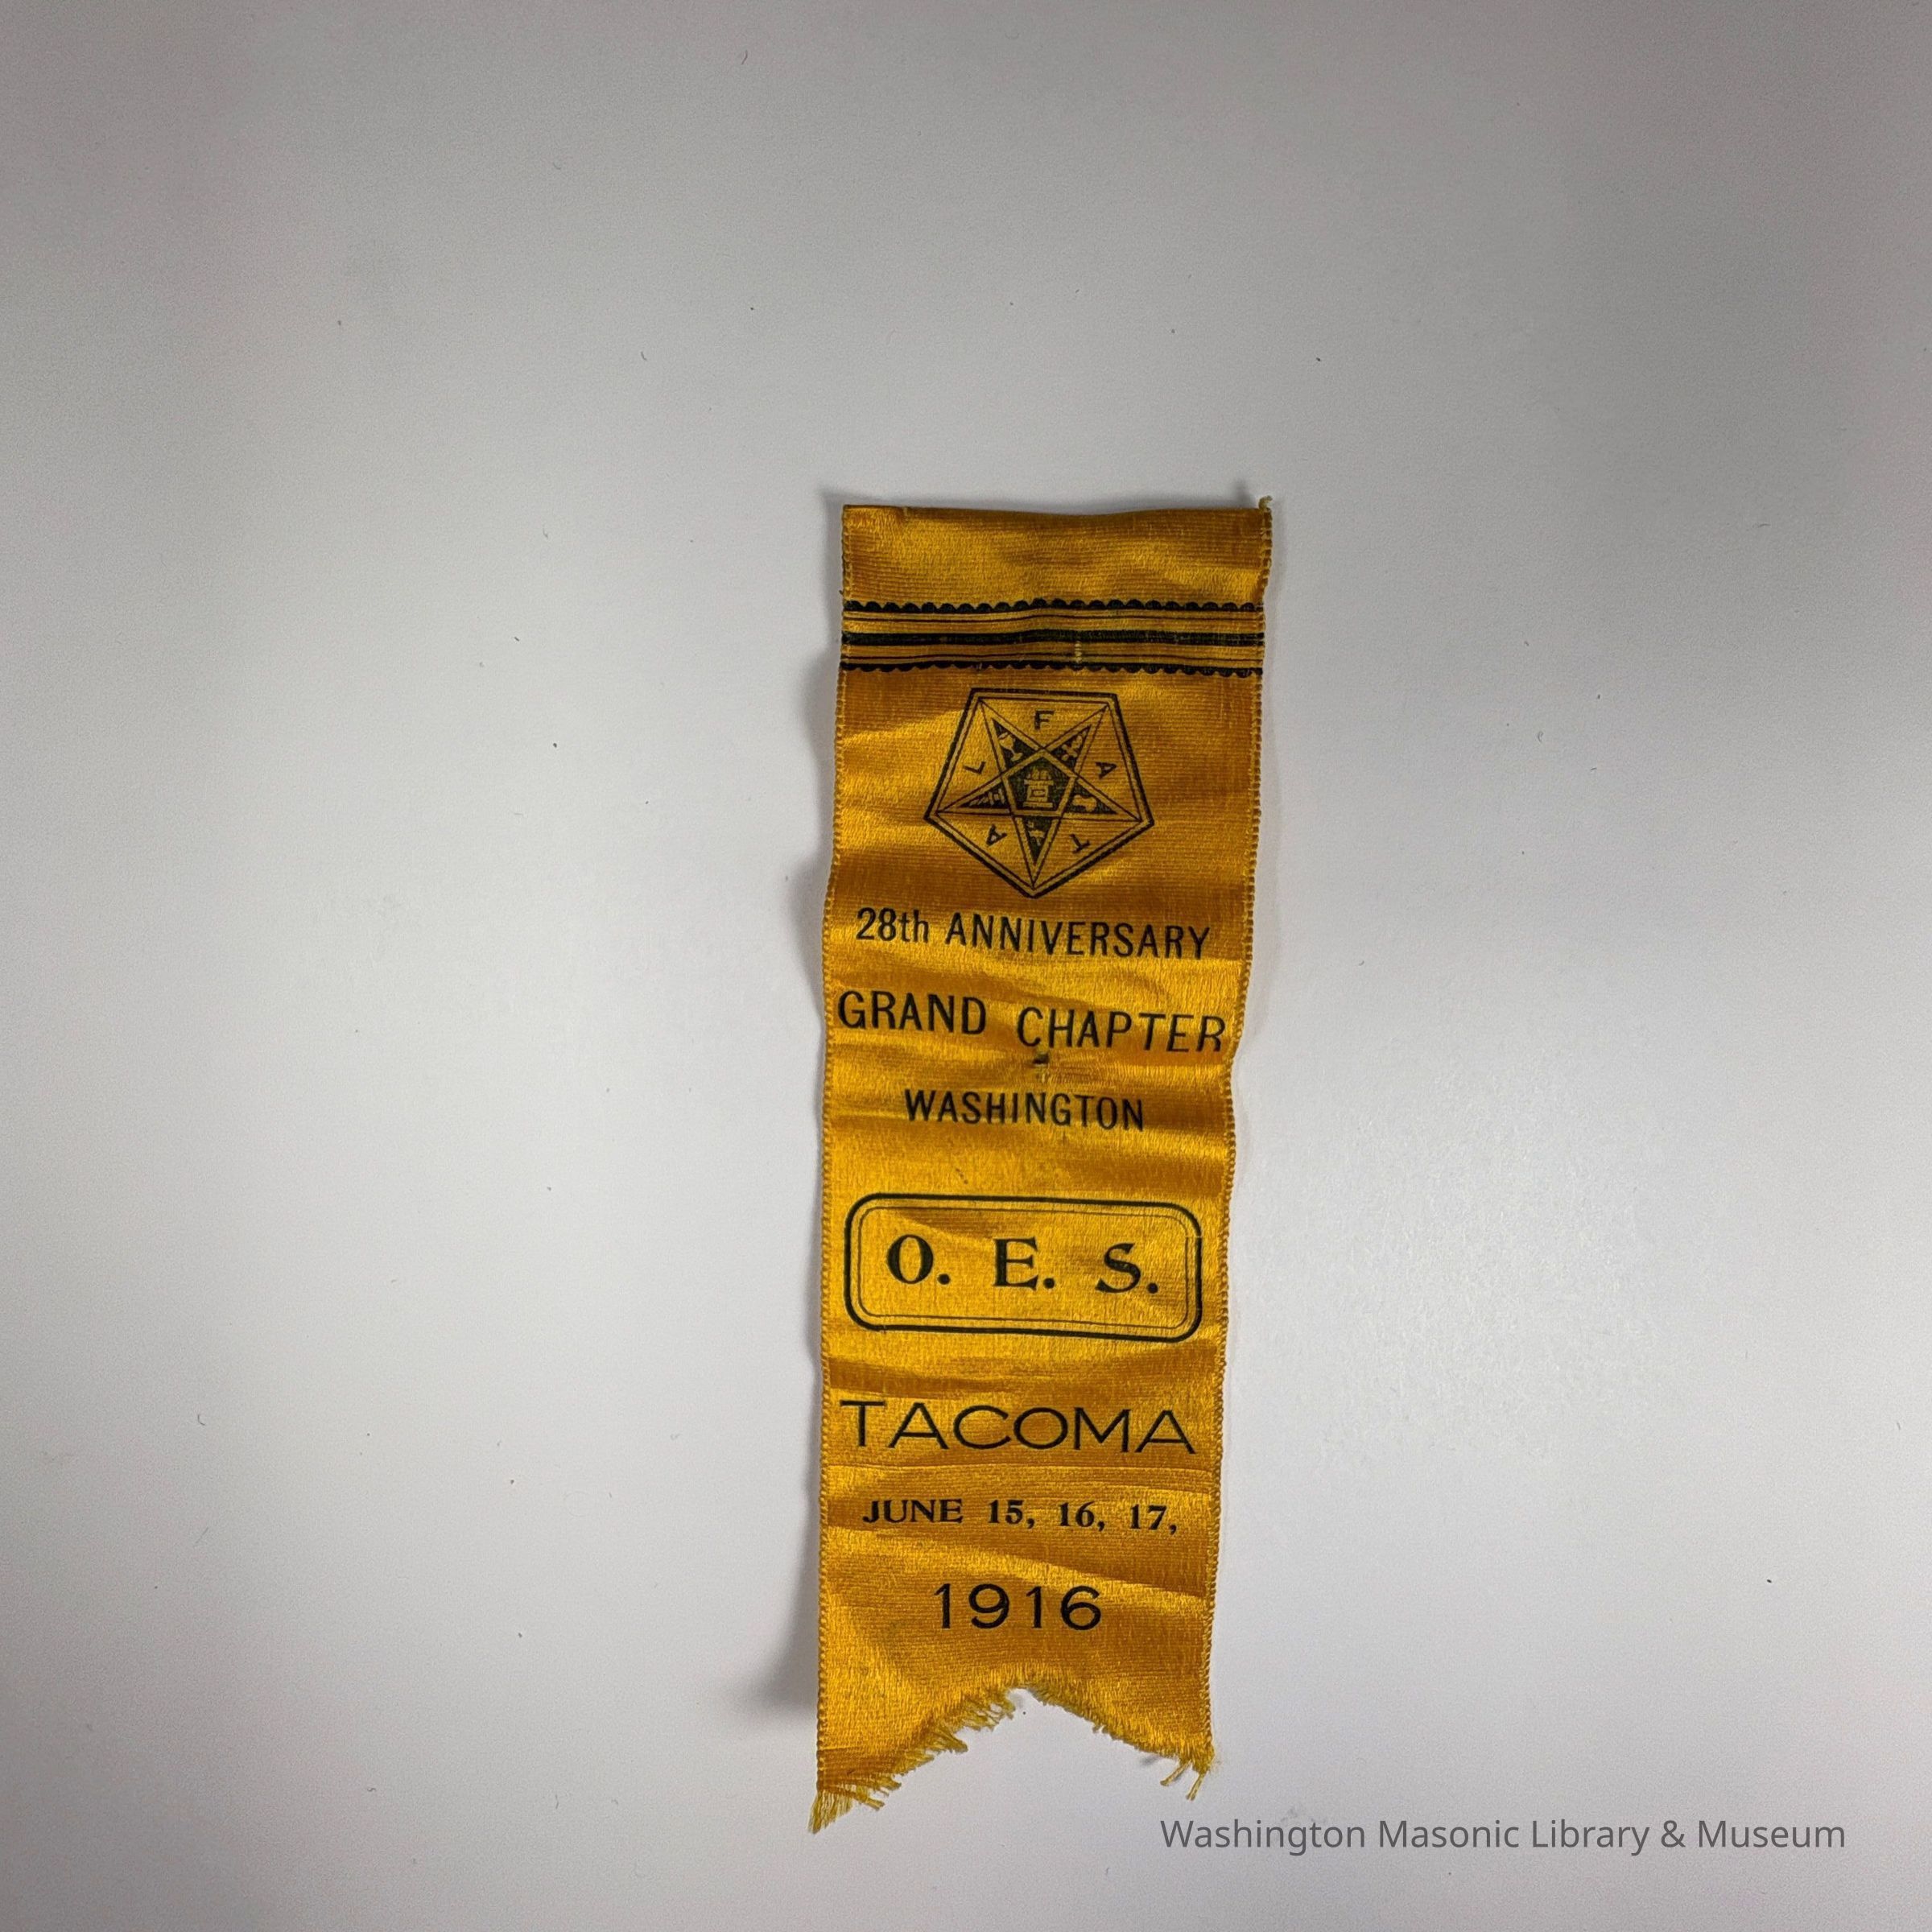 F A T A L
28th ANNIVERSARY
GRAND CHAPTER
WASHINGTON
O. E. S.
TACOMA
JUNE 15, 16, 17,
1916
Washington Masonic Library & Museum